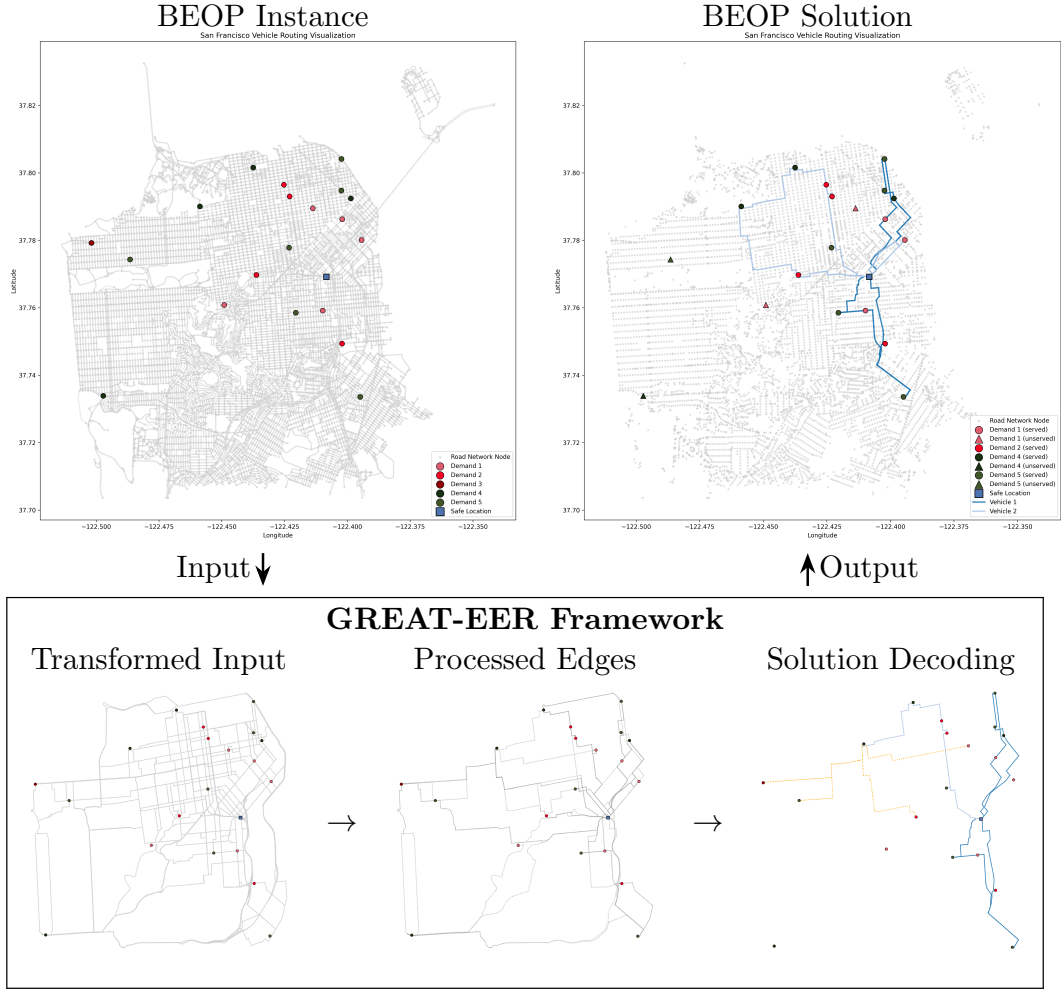 BEOP Instance
San Francisco Vehicle Routing Visualization
37.82
37.80
37.78
37.76
37.74
37.72
37.70
Latitude
−122.500
−122.475
−122.450
−122.425
−122.400
−122.375
−122.350
Longitude
Road Network Node
Demand 1
Demand 2
Demand 3
Demand 4
Demand 5
Safe Location
BEOP Solution
San Francisco Vehicle Routing Visualization
37.82
37.80
37.78
37.76
37.74
37.72
37.70
Latitude
−122.500
−122.475
−122.450
−122.425
−122.400
−122.375
−122.350
Longitude
Road Network Node
Demand 1 (served)
Demand 1 (unserved)
Demand 2 (served)
Demand 4 (served)
Demand 4 (unserved)
Demand 5 (served)
Demand 5 (unserved)
Safe Location
Vehicle 1
Vehicle 2
Input
Output
GREAT-EER Framework
Transformed Input
Processed Edges
Solution Decoding